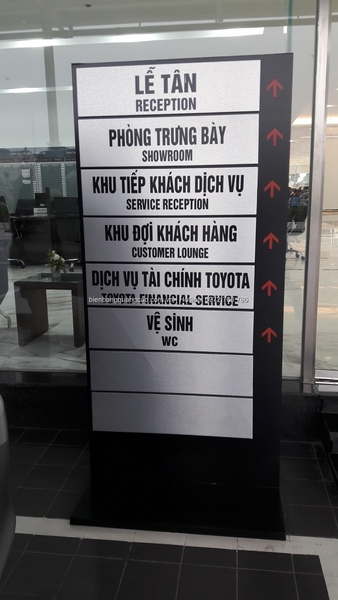 LỄ TÂN
RECEPTION
PHÒNG TRƯNG BÀY
SHOWROOM
KHU TIẾP KHÁCH DỊCH VỤ
SERVICE RECEPTION
KHU ĐỢI KHÁCH HÀNG
CUSTOMER LOUNGE
DỊCH VỤ TÀI CHÍNH TOYOTA
TOYOTA FINANCIAL SERVICE
VỆ SINH
WC